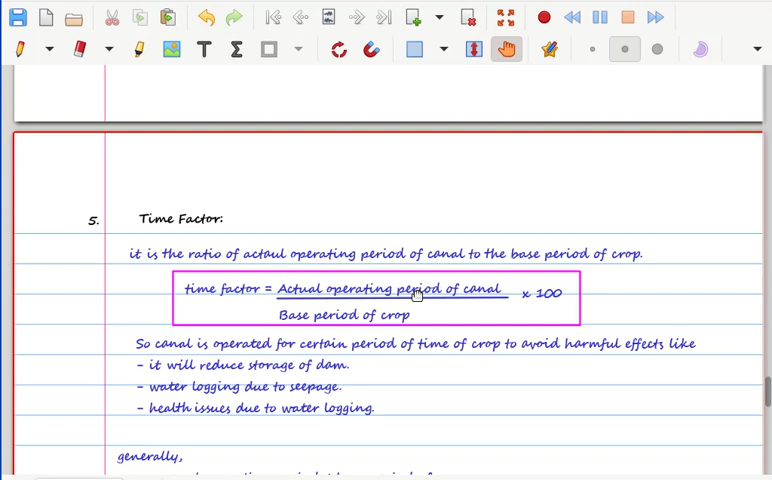 5. Time Factor:
it is the ratio of actaul operating period of canal to the base period of crop.
time factor = Actual operating period of canal x 100
Base period of crop
So canal is operated for certain period of time of crop to avoid harmful effects like
- it will reduce storage of dam.
- water logging due to seepage.
- health issues due to water logging.
generally,